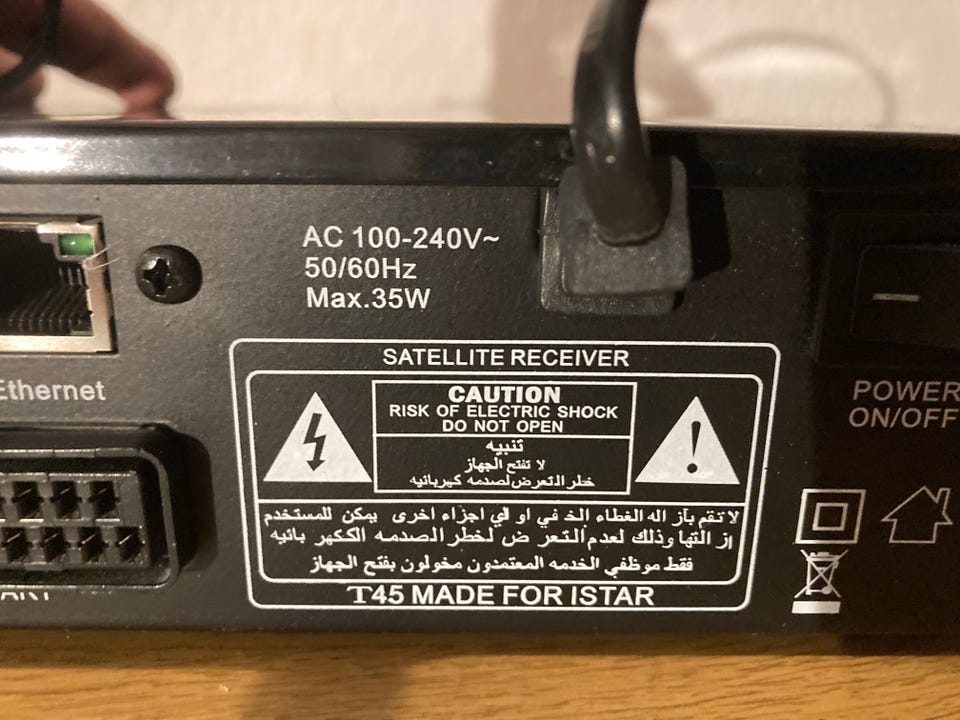 AC 100-240V~
50/60Hz
Max.35W
Ethernet
SATELLITE RECEIVER
CAUTION
RISK OF ELECTRIC SHOCK
DO NOT OPEN
تنبيه
لا تفتح الجهاز
خطر التعرض لصدمه كهربائيه
لا تقم بأز اله الغطاء الخ في او اي اجزاء اخرى يمكن للمستخدم
از التها وذلك لعدم التعر ض لخطر الصدمه الككهر بائيه
فقط موظفي الخدمه المعتمدون مخولون بفتح الجهاز
T45 MADE FOR ISTAR
POWER
ON/OFF